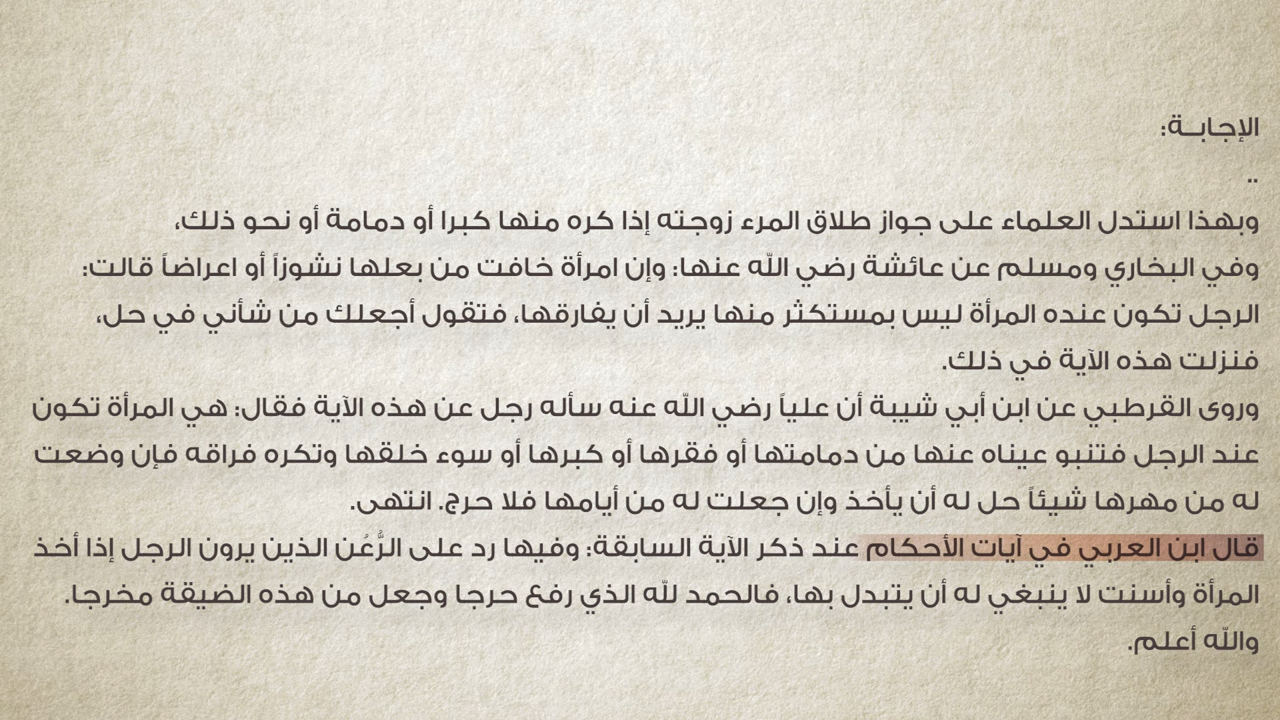 الإجابــة:
..
وبهذا استدل العلماء على جواز طلاق المرء زوجته إذا كره منها كبرا أو دمامة أو نحو ذلك،
وفي البخاري ومسلم عن عائشة رضي الله عنها: وإن امرأة خافت من بعلها نشوزاً أو اعراضاً قالت:
الرجل تكون عنده المرأة ليس بمستكثر منها يريد أن يفارقها، فتقول أجعلك من شأني في حل،
فنزلت هذه الآية في ذلك.
وروى القرطبي عن ابن أبي شيبة أن علياً رضي الله عنه سأله رجل عن هذه الآية فقال: هي المرأة تكون
عند الرجل فتنبو عيناه عنها من دمامتها أو فقرها أو كبرها أو سوء خلقها وتكره فراقه فإن وضعت
له من مهرها شيئاً حل له أن يأخذ وإن جعلت له من أيامها فلا حرج. انتهى.
قال ابن العربي في آيات الأحكام عند ذكر الآية السابقة: وفيها رد على الرُّعُن الذين يرون الرجل إذا أخذ
المرأة وأسنت لا ينبغي له أن يتبدل بها، فالحمد لله الذي رفع حرجا وجعل من هذه الضيقة مخرجا.
والله أعلم.